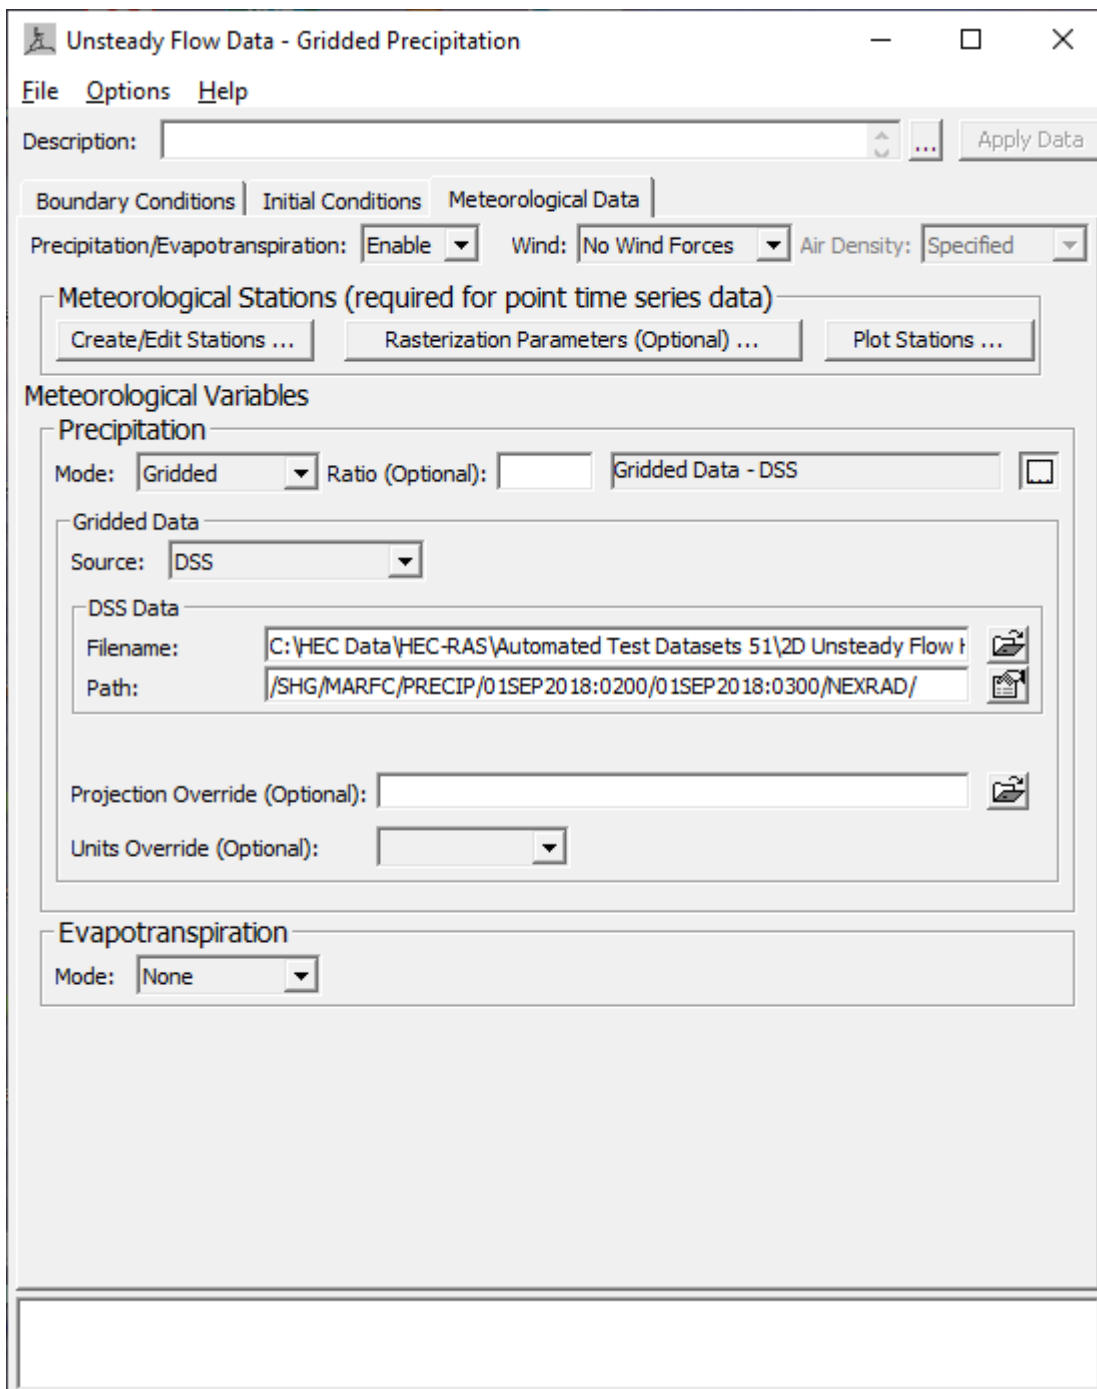 Unsteady Flow Data - Gridded Precipitation
File Options Help
Description: ... Apply Data
Boundary Conditions Initial Conditions Meteorological Data
Precipitation/Evapotranspiration: Enable Wind: No Wind Forces Air Density: Specified
Meteorological Stations (required for point time series data)
Create/Edit Stations ... Rasterization Parameters (Optional) ... Plot Stations ...
Meteorological Variables
Precipitation
Mode: Gridded Ratio (Optional): Gridded Data - DSS ...
Gridded Data
Source: DSS
DSS Data
Filename: C:\HEC Data\HEC-RAS\Automated Test Datasets 51\2D Unsteady Flow
Path: /SHG/MARFC/PRECIP/01SEP2018:0200/01SEP2018:0300/NEXRAD/
Projection Override (Optional):
Units Override (Optional):
Evapotranspiration
Mode: None